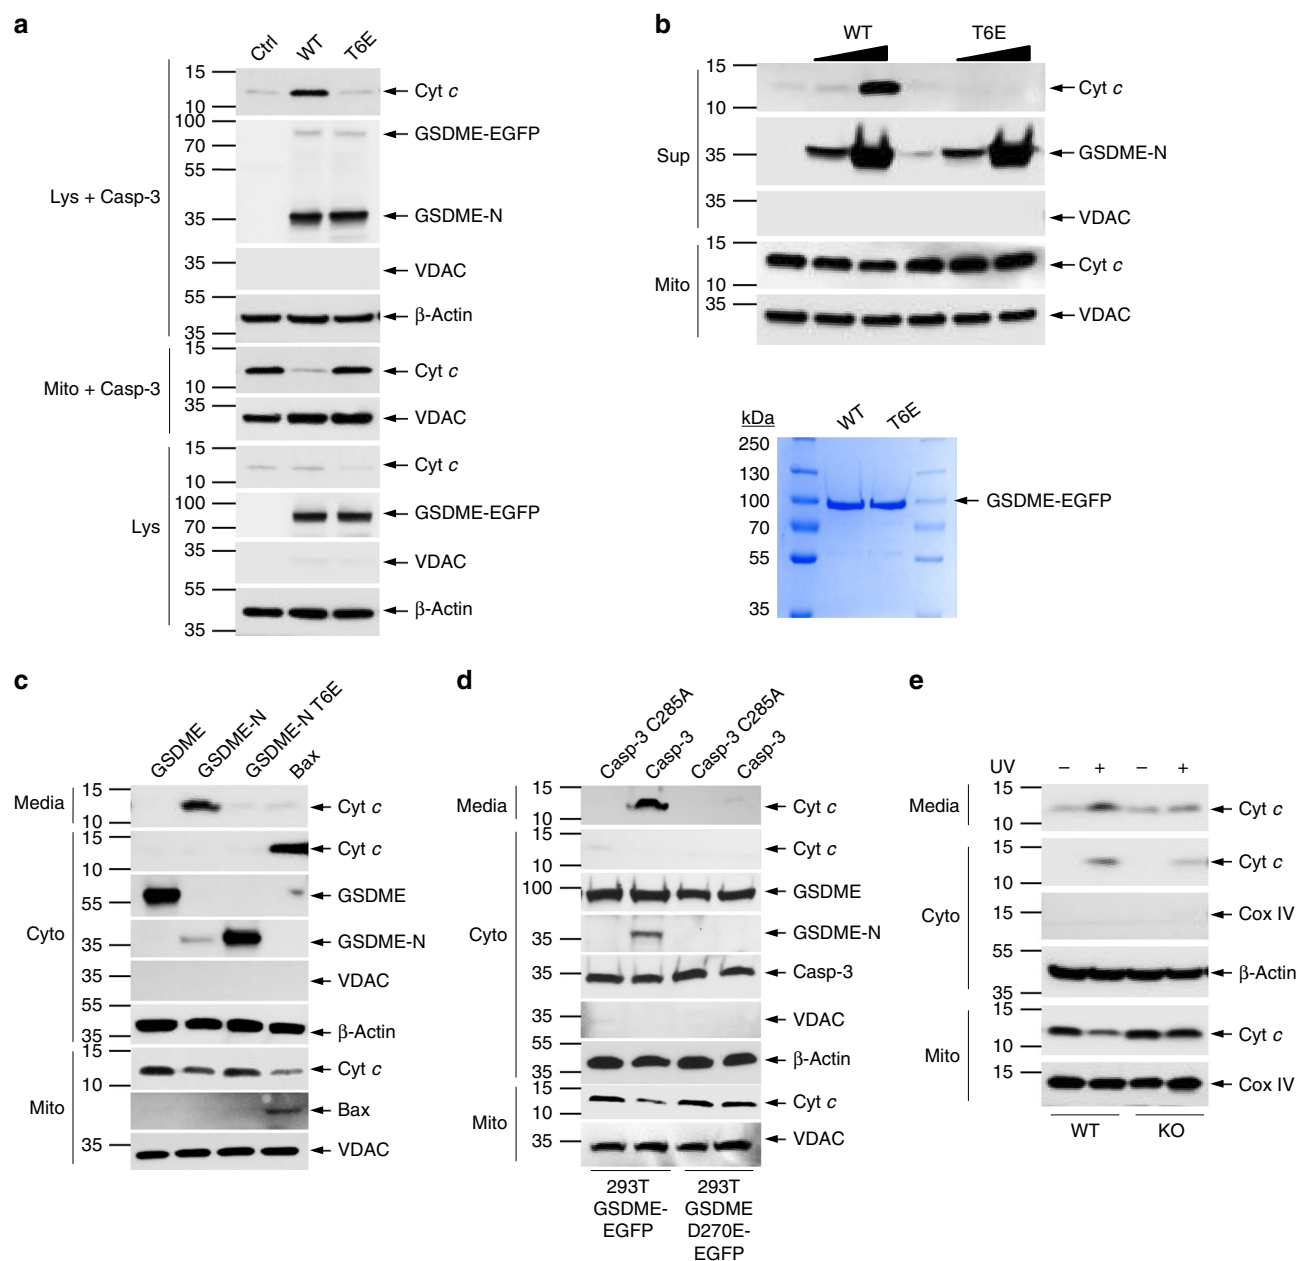 a
Ctrl WT T6E
Lys + Casp-3
15
10
Cyt c
100
70
55
35
GSDME-EGFP
GSDME-N
35
VDAC
55
35
β-Actin
Mito + Casp-3
15
10
Cyt c
35
VDAC
Lys
15
10
Cyt c
100
70
GSDME-EGFP
35
VDAC
55
35
β-Actin
b
WT T6E
Sup
15
10
Cyt c
35
GSDME-N
35
VDAC
Mito
15
10
Cyt c
35
VDAC
kDa WT T6E
250
130
100
70
55
35
GSDME-EGFP
c
GSDME GSDME-N GSDME-N T6E Bax
Media
15
10
Cyt c
Cyto
15
10
Cyt c
55
GSDME
35
GSDME-N
35
VDAC
55
35
β-Actin
Mito
15
10
Cyt c
Bax
35
VDAC
d
Casp-3 C285A Casp-3 Casp-3 C285A Casp-3
Media
15
10
Cyt c
Cyto
15
10
Cyt c
100
GSDME
35
GSDME-N
35
Casp-3
35
VDAC
55
35
β-Actin
Mito
15
10
Cyt c
35
VDAC
293T
GSDME-
EGFP
293T
GSDME
D270E-
EGFP
e
UV − + − +
Media
15
10
Cyt c
Cyto
15
10
Cyt c
15
Cox IV
55
35
β-Actin
Mito
15
10
Cyt c
15
Cox IV
WT KO